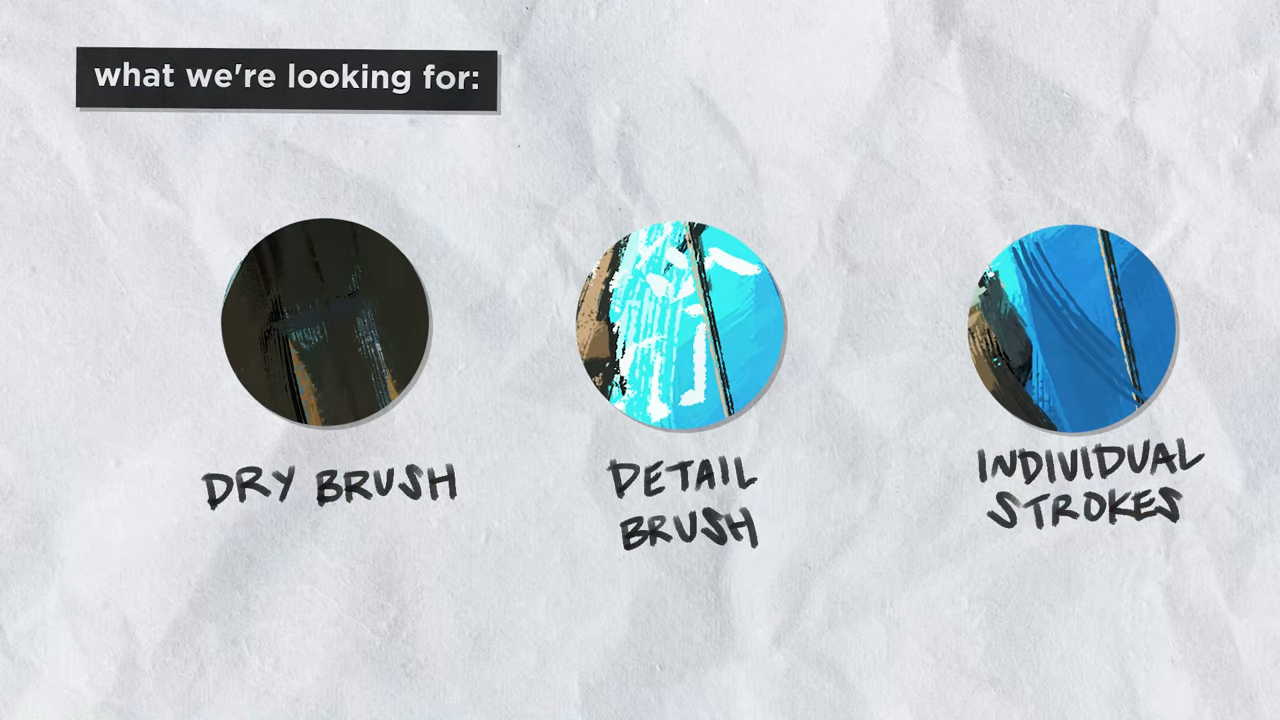 what we're looking for:
DRY BRUSH
DETAIL
BRUSH
INDIVIDUAL
STROKES